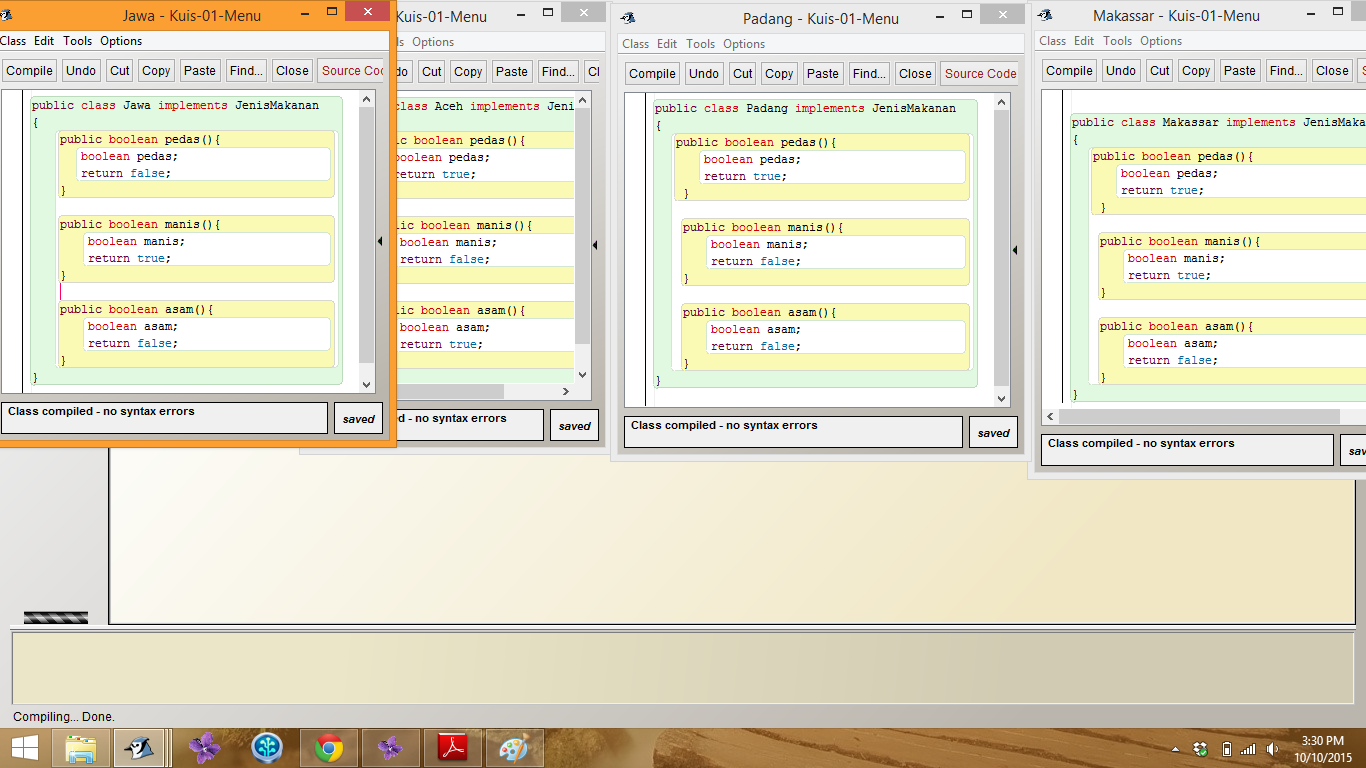 Jawa - Kuis-01-Menu
Class Edit Tools Options
Compile Undo Cut Copy Paste Find... Close Source Co
public class Jawa implements JenisMakanan
{
public boolean pedas(){
boolean pedas;
return false;
}
public boolean manis(){
boolean manis;
return true;
}
public boolean asam(){
boolean asam;
return false;
}
}
Class compiled - no syntax errors
saved
Kuis-01-Menu
Options
Cut Copy Paste Find... Cl
class Aceh implements Jeni
boolean pedas(){
boolean pedas;
return true;
boolean manis(){
boolean manis;
return false;
boolean asam(){
boolean asam;
return true;
- no syntax errors
saved
Padang - Kuis-01-Menu
Class Edit Tools Options
Compile Undo Cut Copy Paste Find... Close Source Code
public class Padang implements JenisMakanan
{
public boolean pedas(){
boolean pedas;
return true;
}
public boolean manis(){
boolean manis;
return false;
}
public boolean asam(){
boolean asam;
return false;
}
}
Class compiled - no syntax errors
saved
Makassar - Kuis-01-Menu
Class Edit Tools Options
Compile Undo Cut Copy Paste Find... Close
public class Makassar implements JenisMaka
{
public boolean pedas(){
boolean pedas;
return true;
}
public boolean manis(){
boolean manis;
return true;
}
public boolean asam(){
boolean asam;
return false;
}
}
Class compiled - no syntax errors
sav
Compiling... Done.
3:30 PM
10/10/2015